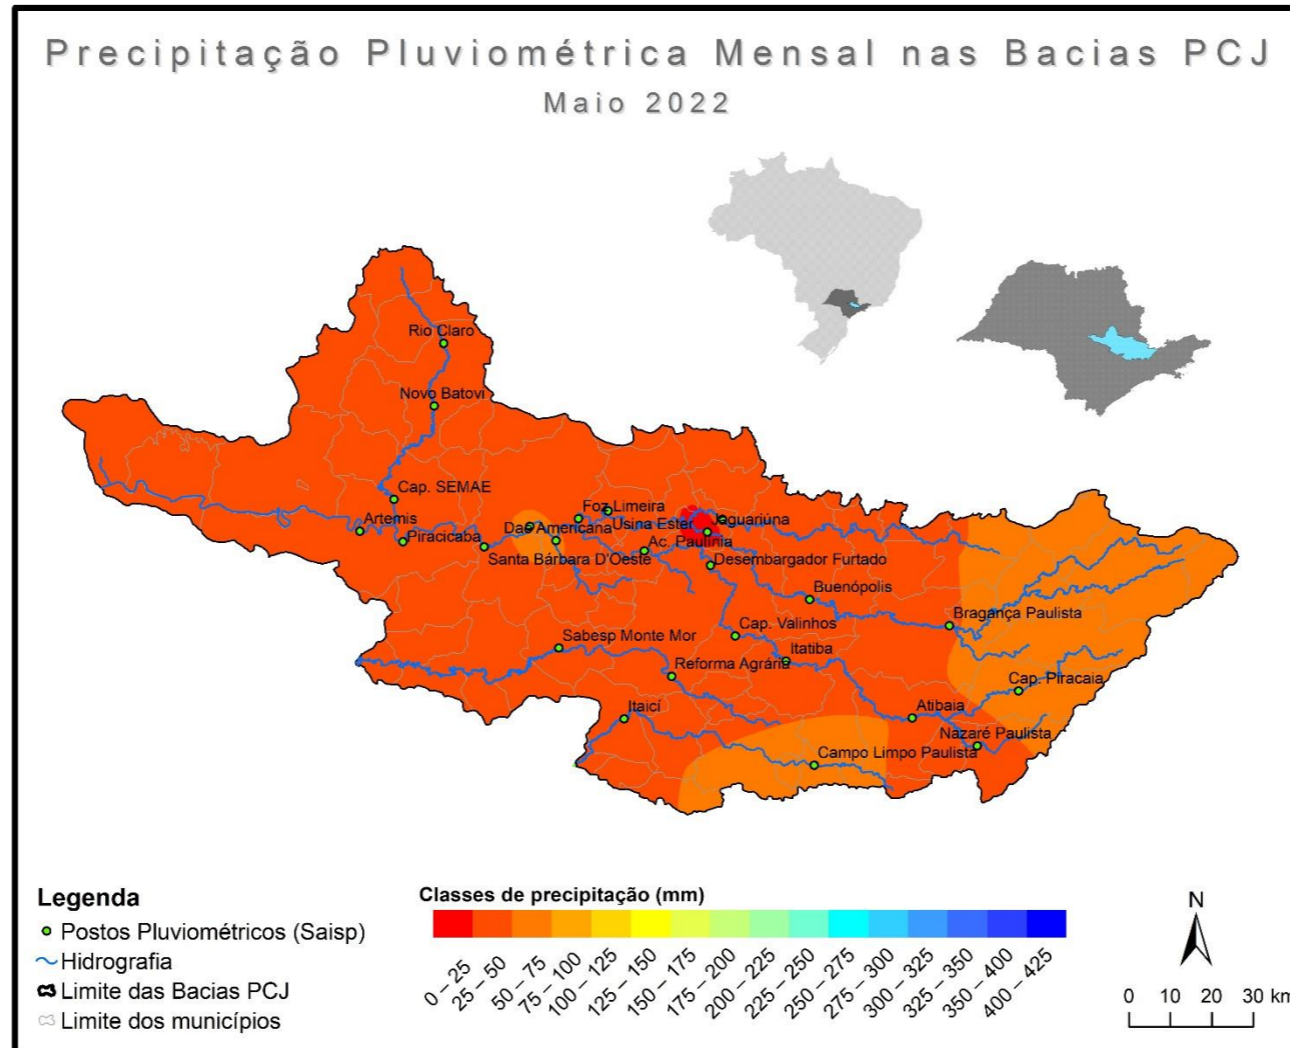 Precipitação Pluviométrica Mensal nas Bacias PCJ
Maio 2022
Rio Claro
Novo Batovi
Cap. SEMAE
Artemis
Piracicaba
Foz Limeira
Dae Americana
Usina Ester
Jaguariúna
Ac. Paulínia
Santa Bárbara D'Oeste
Desembargador Furtado
Buenópolis
Bragança Paulista
Cap. Valinhos
Sabesp Monte Mor
Itatiba
Reforma Agrária
Cap. Piracaia
Itaici
Atibaia
Nazaré Paulista
Campo Limpo Paulista
Legenda
Postos Pluviométricos (Saisp)
Hidrografia
Limite das Bacias PCJ
Limite dos municípios
Classes de precipitação (mm)
0 – 25
25 – 50
50 – 75
75 – 100
100 – 125
125 – 150
150 – 175
175 – 200
200 – 225
225 – 250
250 – 275
275 – 300
300 – 325
325 – 350
350 – 400
400 – 425
N
0 10 20 30 km